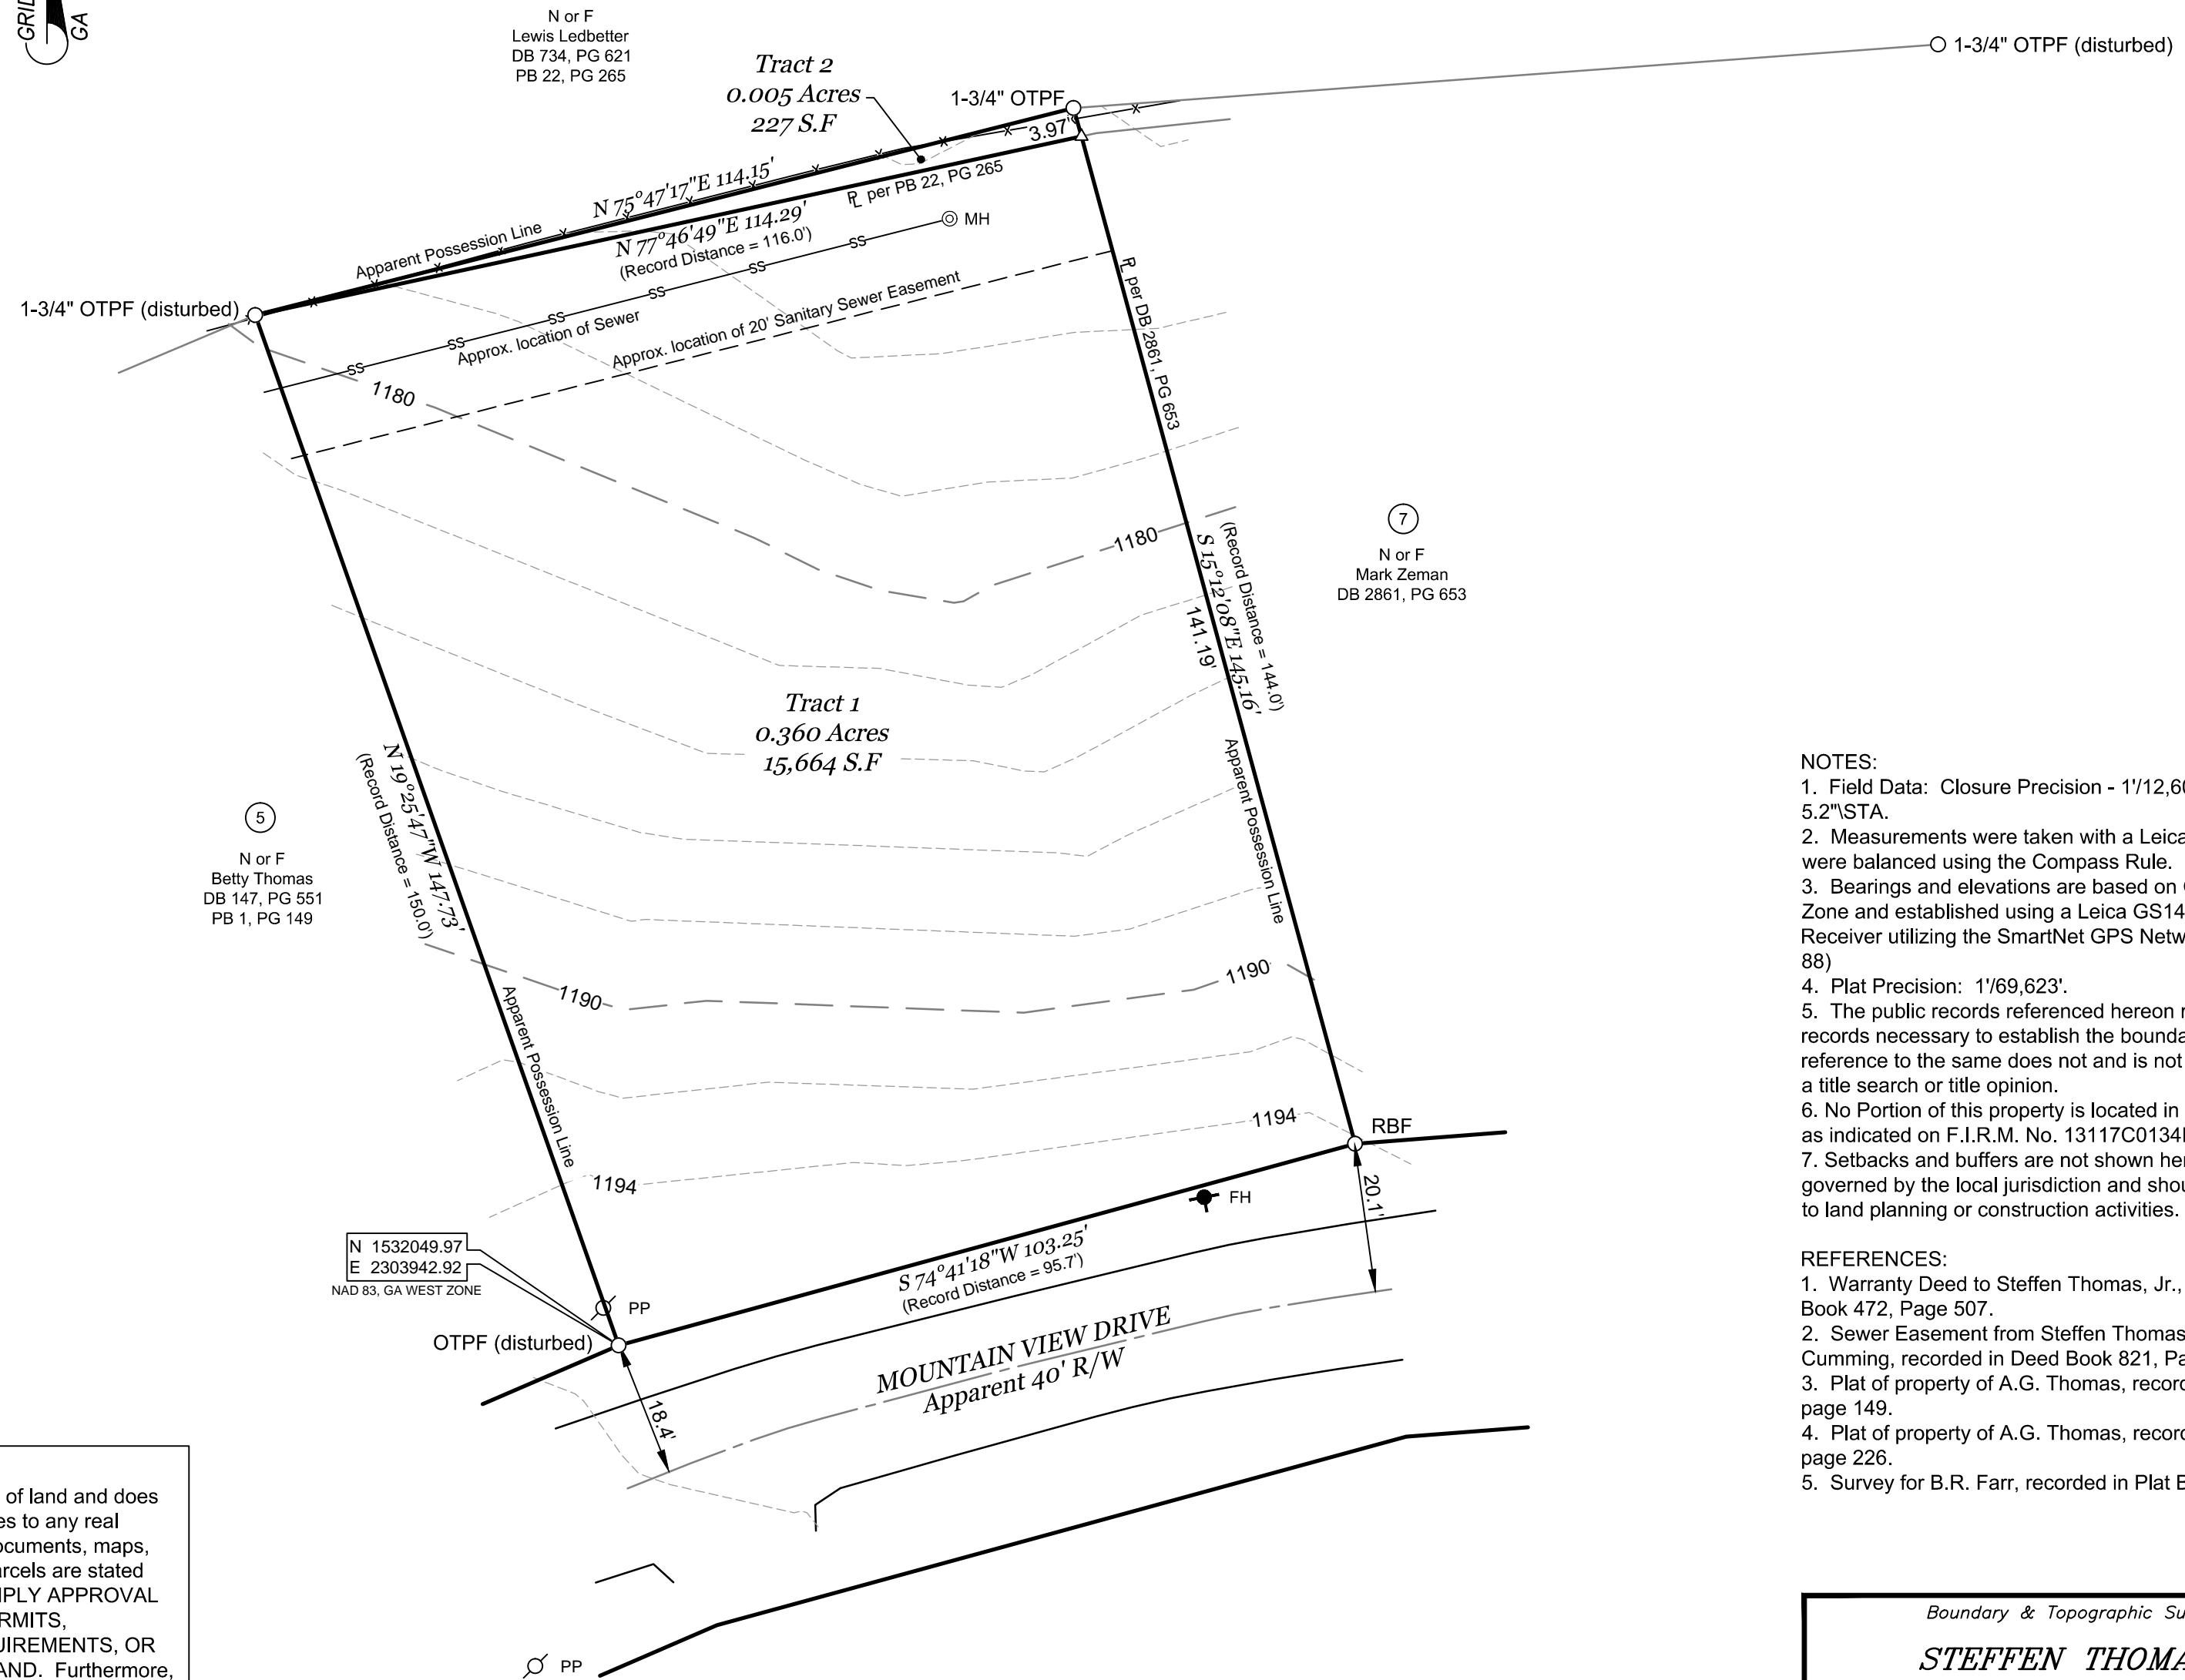 GRID
GA
N or F
Lewis Ledbetter
DB 734, PG 621
PB 22, PG 265
Tract 2
0.005 Acres
227 S.F
1-3/4" OTPF
1-3/4" OTPF (disturbed)
3.97'
N 75°47'17"E 114.15'
Apparent Possession Line
N 77°46'49"E 114.29'
(Record Distance = 116.0')
PL per PB 22, PG 265
MH
SS
SS
SS
SS
SS
SS
1-3/4" OTPF (disturbed)
Approx. location of Sewer
Approx. location of 20' Sanitary Sewer Easement
PL per DB 2861, PG 653
1180
1180
(Record Distance = 144.0')
S 15°12'08"E 145.16'
141.19'
7
N or F
Mark Zeman
DB 2861, PG 653
Tract 1
0.360 Acres
15,664 S.F
Apparent Possession Line
N 19°25'47"W 147.73'
(Record Distance = 150.0')
5
N or F
Betty Thomas
DB 147, PG 551
PB 1, PG 149
1190
1190
Apparent Possession Line
1194
1194
RBF
FH
20.1'
N 1532049.97
E 2303942.92
NAD 83, GA WEST ZONE
PP
OTPF (disturbed)
S 74°41'18"W 103.25'
(Record Distance = 95.7')
MOUNTAIN VIEW DRIVE
Apparent 40' R/W
18.4'
PP
NOTES:
1. Field Data: Closure Precision - 1'/12,60
5.2"\STA.
2. Measurements were taken with a Leica
were balanced using the Compass Rule.
3. Bearings and elevations are based on
Zone and established using a Leica GS14
Receiver utilizing the SmartNet GPS Netw
88)
4. Plat Precision: 1'/69,623'.
5. The public records referenced hereon
records necessary to establish the bounda
reference to the same does not and is not
a title search or title opinion.
6. No Portion of this property is located in
as indicated on F.I.R.M. No. 13117C0134
7. Setbacks and buffers are not shown her
governed by the local jurisdiction and shou
to land planning or construction activities.
REFERENCES:
1. Warranty Deed to Steffen Thomas, Jr.,
Book 472, Page 507.
2. Sewer Easement from Steffen Thomas
Cumming, recorded in Deed Book 821, Pa
3. Plat of property of A.G. Thomas, record
page 149.
4. Plat of property of A.G. Thomas, record
page 226.
5. Survey for B.R. Farr, recorded in Plat B
of land and does
es to any real
ocuments, maps,
arcels are stated
MPLY APPROVAL
RMITS,
UIREMENTS, OR
AND. Furthermore,
Boundary & Topographic Su
STEFFEN THOMA